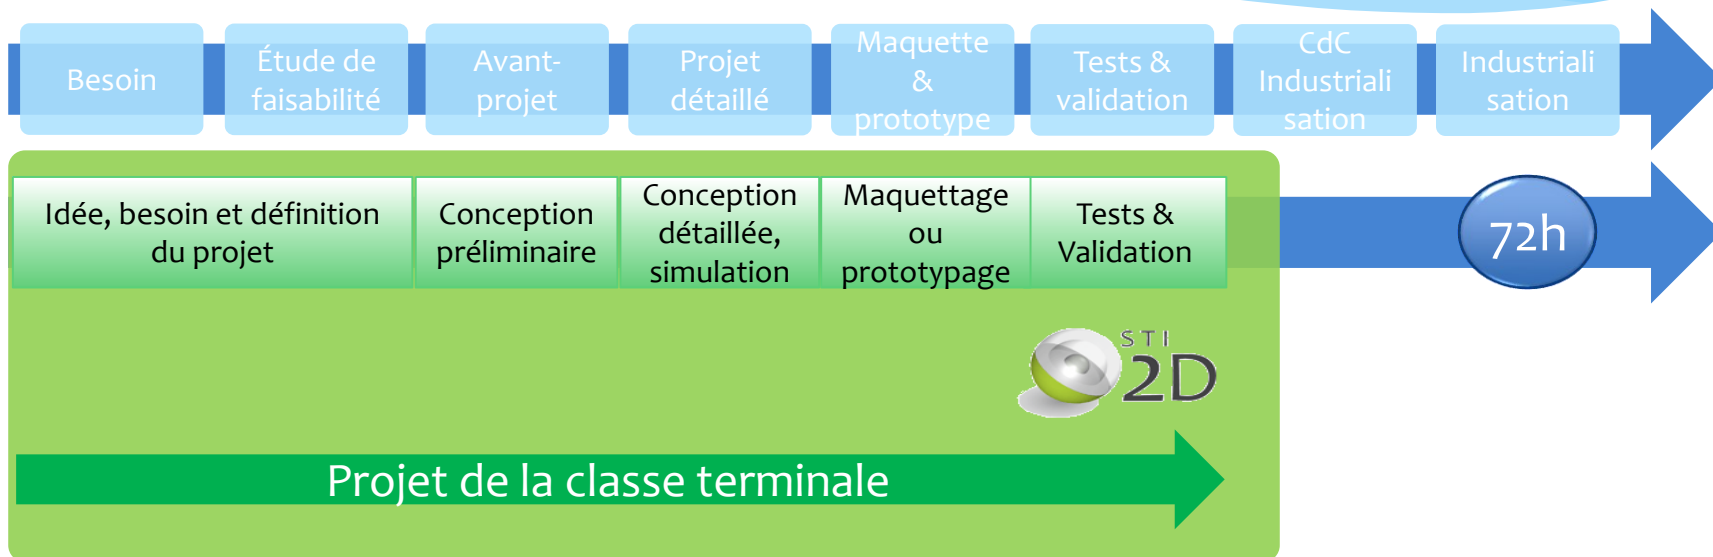 Besoin
Étude de
faisabilité
Avant-
projet
Projet
détaillé
Maquette
&
prototype
Tests &
validation
CdC
Industriali
sation
Industriali
sation
Idée, besoin et définition
du projet
Conception
préliminaire
Conception
détaillée,
simulation
Maquettage
ou
prototypage
Tests &
Validation
72h
STI
2D
Projet de la classe terminale